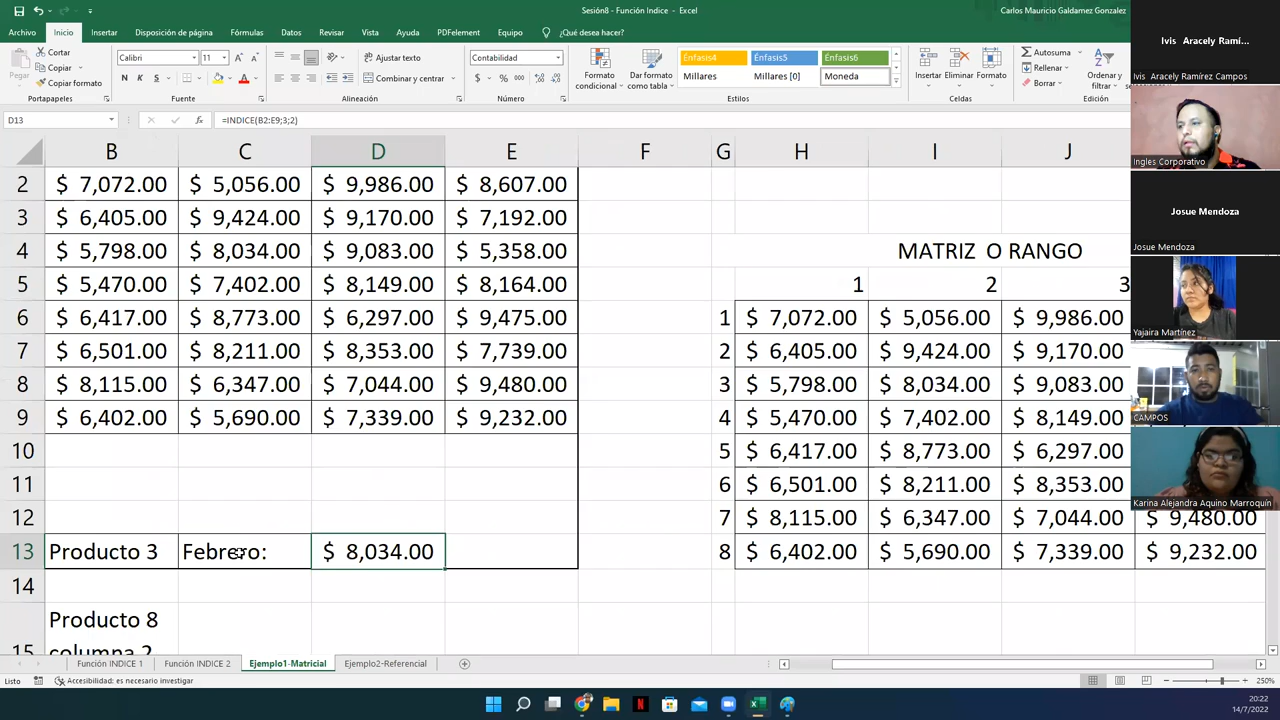 Sesión8 - Función Indice - Excel
Carlos Mauricio Galdamez Gonzalez
Archivo Inicio Insertar Disposición de página Fórmulas Datos Revisar Vista Ayuda PDFelement Equipo ¿Qué desea hacer?
Pegar
Cortar
Copiar
Copiar formato
Portapapeles
Calibri 11
N K S
Fuente
Ajustar texto
Combinar y centrar
Alineación
Contabilidad
Número
Formato condicional
Dar formato como tabla
Énfasis4 Énfasis5 Énfasis6
Millares Millares [0] Moneda
Estilos
Insertar Eliminar Formato
Celdas
Autosuma
Rellenar
Borrar
Ordenar y filtrar
Edición
D13 fx =INDICE(B2:E9;3;2)
B C D E F G H I J
2 $ 7,072.00 $ 5,056.00 $ 9,986.00 $ 8,607.00
3 $ 6,405.00 $ 9,424.00 $ 9,170.00 $ 7,192.00
4 $ 5,798.00 $ 8,034.00 $ 9,083.00 $ 5,358.00 MATRIZ O RANGO
5 $ 5,470.00 $ 7,402.00 $ 8,149.00 $ 8,164.00 1 2 3
6 $ 6,417.00 $ 8,773.00 $ 6,297.00 $ 9,475.00 1 $ 7,072.00 $ 5,056.00 $ 9,986.00
7 $ 6,501.00 $ 8,211.00 $ 8,353.00 $ 7,739.00 2 $ 6,405.00 $ 9,424.00 $ 9,170.00
8 $ 8,115.00 $ 6,347.00 $ 7,044.00 $ 9,480.00 3 $ 5,798.00 $ 8,034.00 $ 9,083.00
9 $ 6,402.00 $ 5,690.00 $ 7,339.00 $ 9,232.00 4 $ 5,470.00 $ 7,402.00 $ 8,149.00
10 5 $ 6,417.00 $ 8,773.00 $ 6,297.00
11 6 $ 6,501.00 $ 8,211.00 $ 8,353.00
12 7 $ 8,115.00 $ 6,347.00 $ 7,044.00 $ 9,480.00
13 Producto 3 Febrero: $ 8,034.00 8 $ 6,402.00 $ 5,690.00 $ 7,339.00 $ 9,232.00
14
15 Producto 8
columna 2
Función INDICE 1 Función INDICE 2 Ejemplo1-Matricial Ejemplo2-Referencial
Listo Accesibilidad: es necesario investigar 250%
20:22
14/7/2022
Ivis Aracely Ramí...
Ivis Aracely Ramírez Campos
Ingles Corporativo
Josue Mendoza
Josue Mendoza
Yajaira Martínez
CAMPOS
Karina Alejandra Aquino Marroquín